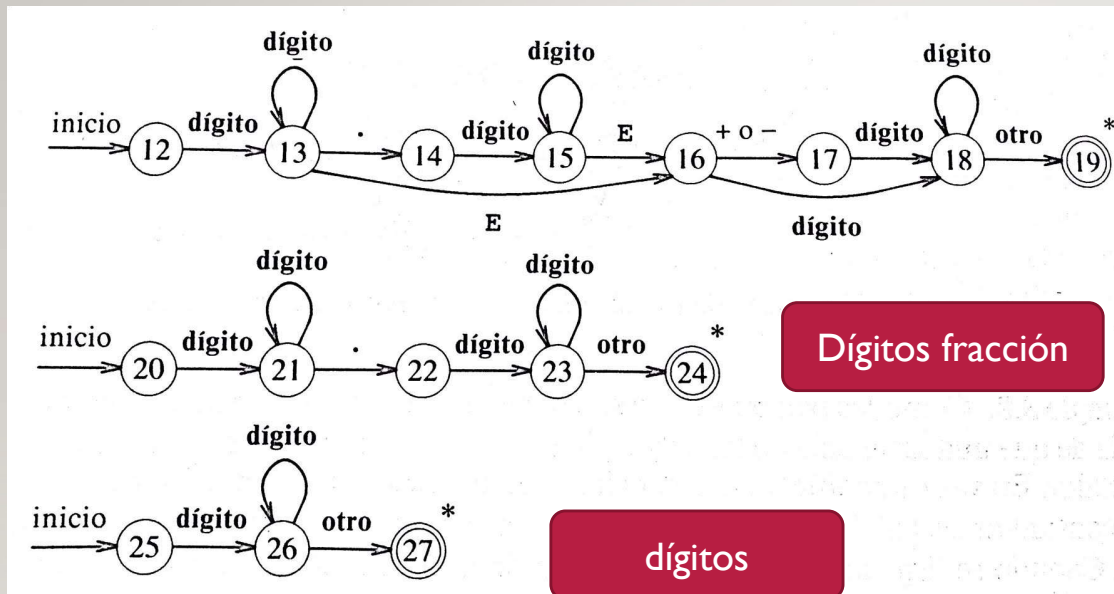 dígito dígito dígito
inicio dígito . dígito E + o – dígito otro *
12 13 14 15 16 17 18 19
E dígito
dígito dígito
inicio dígito . dígito otro *
20 21 22 23 24
Dígitos fracción
dígito
inicio dígito otro *
25 26 27
dígitos